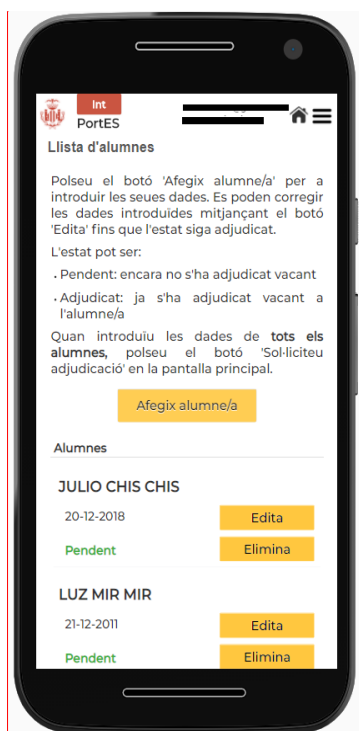 Int
PortES
Llista d'alumnes
Polseu el botó 'Afegix alumne/a' per a
introduir les seues dades. Es poden corregir
les dades introduïdes mitjançant el botó
'Edita' fins que l'estat siga adjudicat.
L'estat pot ser:
• Pendent: encara no s'ha adjudicat vacant
• Adjudicat: ja s'ha adjudicat vacant a
l'alumne/a
Quan introduïu les dades de tots els
alumnes, polseu el botó 'Sol·liciteu
adjudicació' en la pantalla principal.
Afegix alumne/a
Alumnes
JULIO CHIS CHIS
20-12-2018 Edita
Pendent Elimina
LUZ MIR MIR
21-12-2011 Edita
Pendent Elimina